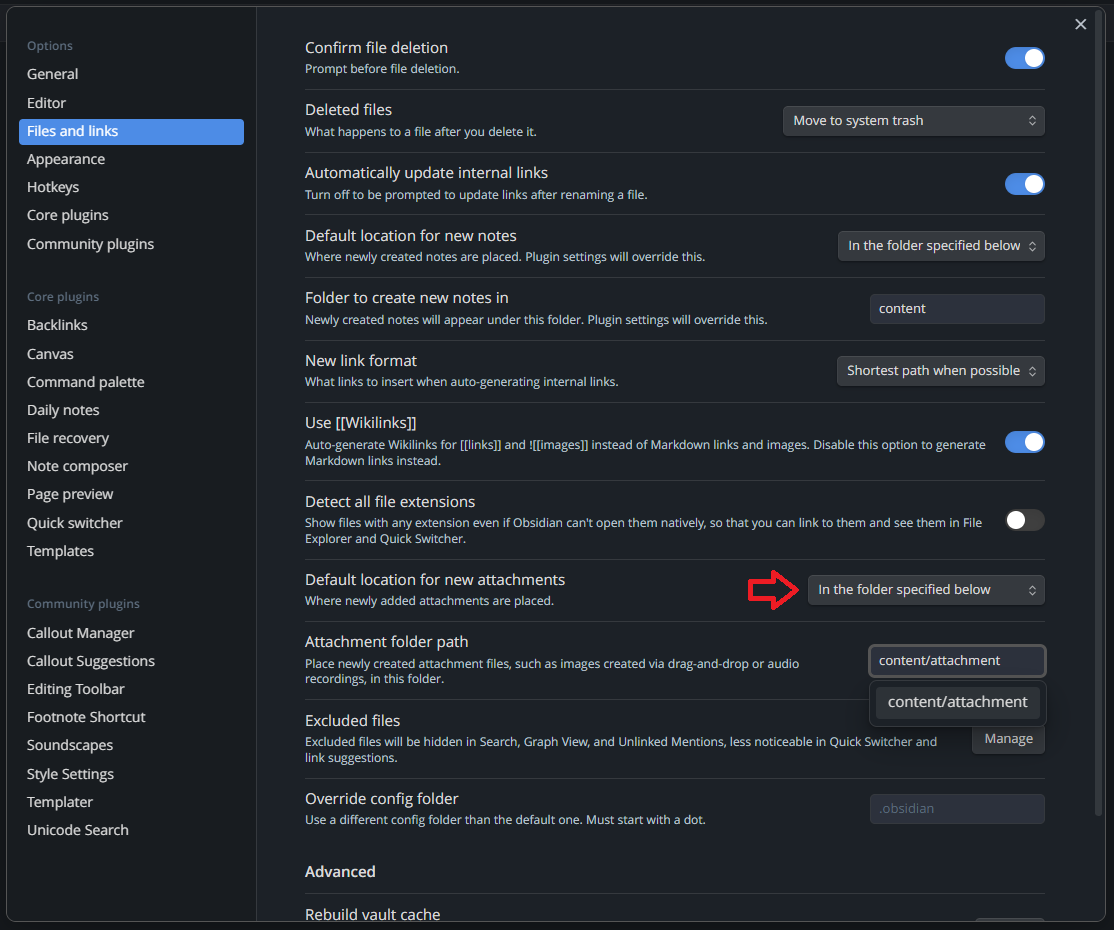 Options
General
Editor
Files and links
Appearance
Hotkeys
Core plugins
Community plugins
Core plugins
Backlinks
Canvas
Command palette
Daily notes
File recovery
Note composer
Page preview
Quick switcher
Templates
Community plugins
Callout Manager
Callout Suggestions
Editing Toolbar
Footnote Shortcut
Soundscapes
Style Settings
Templater
Unicode Search
Confirm file deletion
Prompt before file deletion.
Deleted files
What happens to a file after you delete it.
Move to system trash
Automatically update internal links
Turn off to be prompted to update links after renaming a file.
Default location for new notes
Where newly created notes are placed. Plugin settings will override this.
In the folder specified below
Folder to create new notes in
Newly created notes will appear under this folder. Plugin settings will override this.
content
New link format
What links to insert when auto-generating internal links.
Shortest path when possible
Use [[Wikilinks]]
Auto-generate Wikilinks for [[links]] and ![[images]] instead of Markdown links and images. Disable this option to generate
Markdown links instead.
Detect all file extensions
Show files with any extension even if Obsidian can't open them natively, so that you can link to them and see them in File
Explorer and Quick Switcher.
Default location for new attachments
Where newly added attachments are placed.
In the folder specified below
Attachment folder path
Place newly created attachment files, such as images created via drag-and-drop or audio
recordings, in this folder.
content/attachment
content/attachment
Excluded files
Excluded files will be hidden in Search, Graph View, and Unlinked Mentions, less noticeable in Quick Switcher and
link suggestions.
Manage
Override config folder
Use a different config folder than the default one. Must start with a dot.
.obsidian
Advanced
Rebuild vault cache